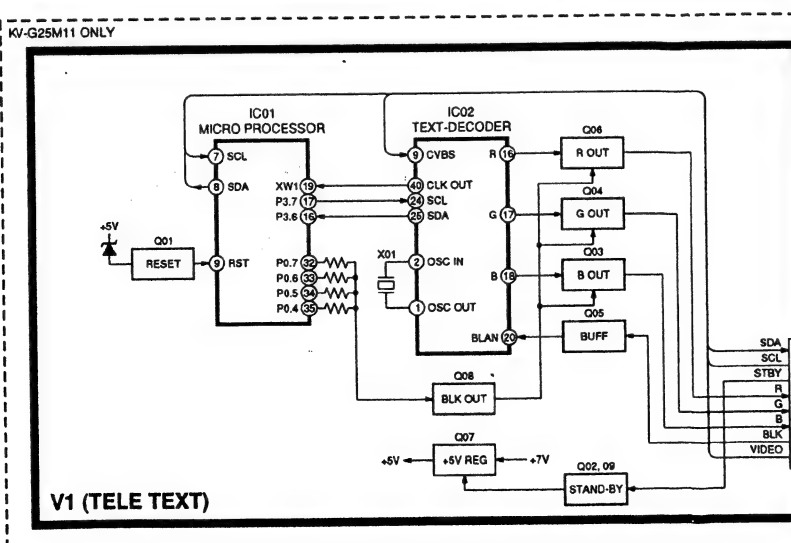 KV-G25M11 ONLY
IC01
MICRO PROCESSOR
7 SCL
8 SDA
XW1 19
P3.7 17
P3.6 16
9 RST
P0.7 32
P0.6 33
P0.5 34
P0.4 35
+5V
Q01
RESET
IC02
TEXT-DECODER
9 CVBS
40 CLK OUT
24 SCL
25 SDA
2 OSC IN
1 OSC OUT
R 16
G 17
B 18
BLAN 20
X01
Q06
R OUT
Q04
G OUT
Q03
B OUT
Q05
BUFF
Q08
BLK OUT
Q07
+5V +5V REG +7V
Q02, 09
STAND-BY
SDA
SCL
STBY
R
G
B
BLK
VIDEO
V1 (TELE TEXT)